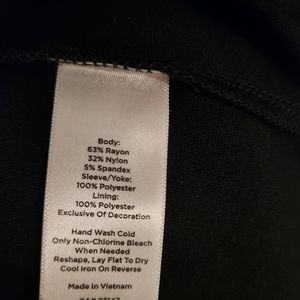 Body:
63% Rayon
32% Nylon
5% Spandex
Sleeve/Yoke:
100% Polyester
Lining:
100% Polyester
Exclusive Of Decoration
Hand Wash Cold
Only Non-Chlorine Bleach
When Needed
Reshape, Lay Flat To Dry
Cool Iron On Reverse
Made In Vietnam